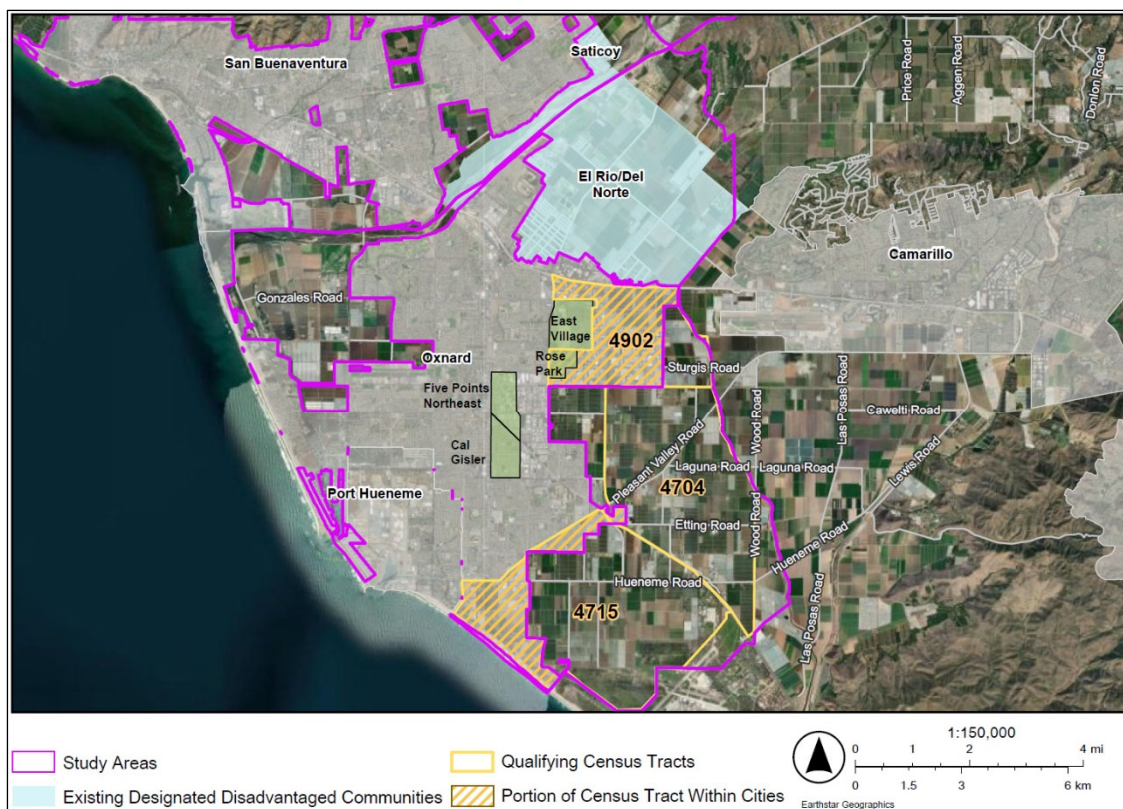 San Buenaventura
Saticoy
Price Road
Aggen Road
Donlon Road
El Rio/Del
Norte
Camarillo
Gonzales Road
East
Village
4902
Oxnard
Rose
Park
Sturgis Road
Five Points
Northeast
Las Posas Road
Cawelti Road
Wood Road
Pleasant Valley Road
Cal
Gisler
Laguna Road
Laguna Road
Lewis Road
4704
Port Hueneme
Etting Road
Wood Road
Hueneme Road
Hueneme Road
4715
Las Posas Road
Study Areas
Existing Designated Disadvantaged Communities
Qualifying Census Tracts
Portion of Census Tract Within Cities
1:150,000
0 1 2 4 mi
0 1.5 3 6 km
Earthstar Geographics